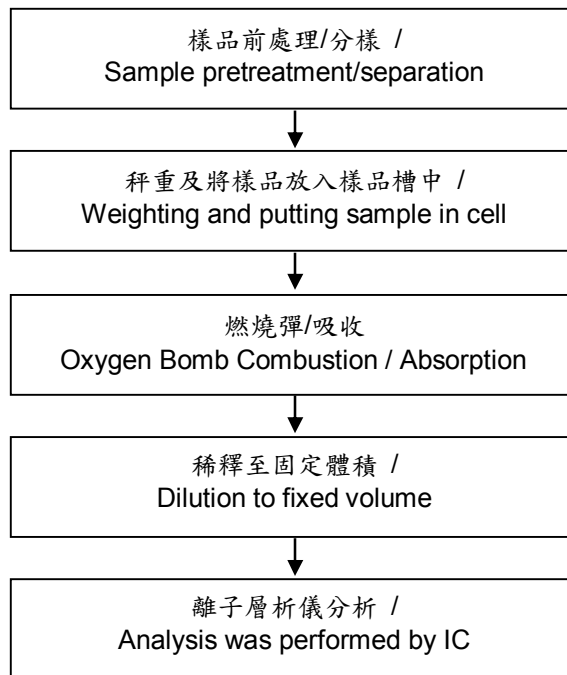 樣品前處理/分樣 /
Sample pretreatment/separation
秤重及將樣品放入樣品槽中 /
Weighting and putting sample in cell
燃燒彈/吸收
Oxygen Bomb Combustion / Absorption
稀釋至固定體積 /
Dilution to fixed volume
離子層析儀分析 /
Analysis was performed by IC